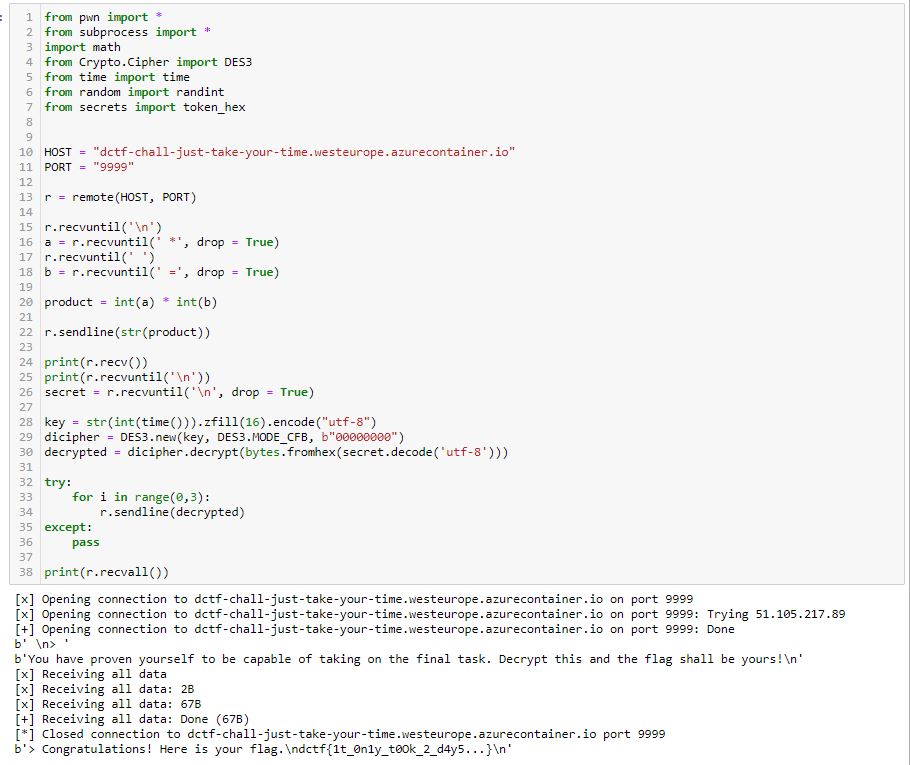 1 from pwn import *
2 from subprocess import *
3 import math
4 from Crypto.Cipher import DES3
5 from time import time
6 from random import randint
7 from secrets import token_hex
8
9
10 HOST = "dctf-chall-just-take-your-time.westeurope.azurecontainer.io"
11 PORT = "9999"
12
13 r = remote(HOST, PORT)
14
15 r.recvuntil('\n')
16 a = r.recvuntil(' *', drop = True)
17 r.recvuntil(' ')
18 b = r.recvuntil(' =', drop = True)
19
20 product = int(a) * int(b)
21
22 r.sendline(str(product))
23
24 print(r.recv())
25 print(r.recvuntil('\n'))
26 secret = r.recvuntil('\n', drop = True)
27
28 key = str(int(time())).zfill(16).encode("utf-8")
29 dicipher = DES3.new(key, DES3.MODE_CFB, b"00000000")
30 decrypted = dicipher.decrypt(bytes.fromhex(secret.decode('utf-8')))
31
32 try:
33     for i in range(0,3):
34         r.sendline(decrypted)
35 except:
36     pass
37
38 print(r.recvall())
[x] Opening connection to dctf-chall-just-take-your-time.westeurope.azurecontainer.io on port 9999
[x] Opening connection to dctf-chall-just-take-your-time.westeurope.azurecontainer.io on port 9999: Trying 51.105.217.89
[+] Opening connection to dctf-chall-just-take-your-time.westeurope.azurecontainer.io on port 9999: Done
b' \n> '
b'You have proven yourself to be capable of taking on the final task. Decrypt this and the flag shall be yours!\n'
[x] Receiving all data
[x] Receiving all data: 2B
[x] Receiving all data: 67B
[+] Receiving all data: Done (67B)
[*] Closed connection to dctf-chall-just-take-your-time.westeurope.azurecontainer.io port 9999
b'> Congratulations! Here is your flag.\ndctf{1t_0n1y_t0Ok_2_d4y5...}\n'